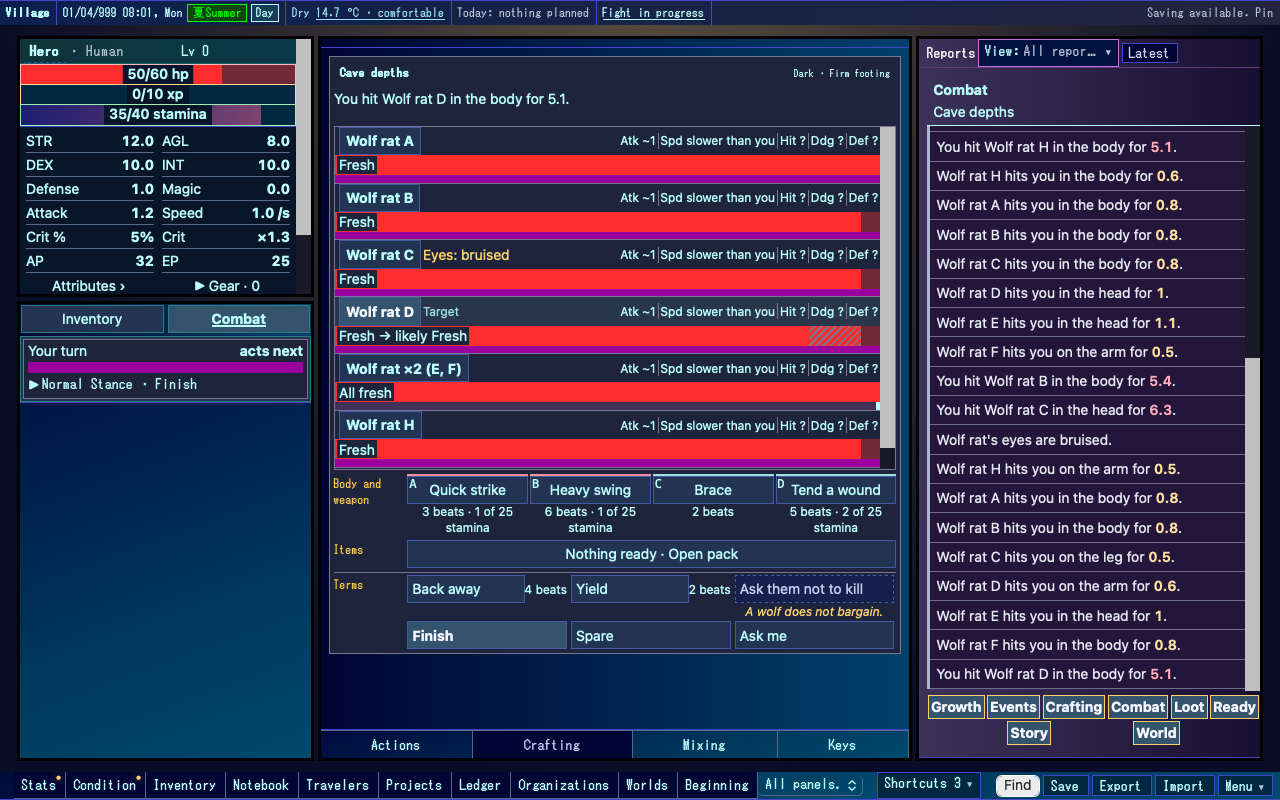 Village 01/04/999 08:01, Mon 夏Summer Day Dry 14.7 °C · comfortable Today: nothing planned Fight in progress Saving available. Pin
Hero · Human Lv 0
50/60 hp
0/10 xp
35/40 stamina
STR 12.0 AGL 8.0
DEX 10.0 INT 10.0
Defense 1.0 Magic 0.0
Attack 1.2 Speed 1.0 /s
Crit % 5% Crit ×1.3
AP 32 EP 25
Attributes › ▶ Gear · 0
Inventory Combat
Your turn acts next
▶Normal Stance · Finish
Cave depths Dark · Firm footing
You hit Wolf rat D in the body for 5.1.
Wolf rat A Atk ~1 Spd slower than you Hit ? Ddg ? Def ?
Fresh
Wolf rat B Atk ~1 Spd slower than you Hit ? Ddg ? Def ?
Fresh
Wolf rat C Eyes: bruised Atk ~1 Spd slower than you Hit ? Ddg ? Def ?
Fresh
Wolf rat D Target Atk ~1 Spd slower than you Hit ? Ddg ? Def ?
Fresh → likely Fresh
Wolf rat ×2 (E, F) Atk ~1 Spd slower than you Hit ? Ddg ? Def ?
All fresh
Wolf rat H Atk ~1 Spd slower than you Hit ? Ddg ? Def ?
Fresh
Body and weapon
A Quick strike
3 beats · 1 of 25 stamina
B Heavy swing
6 beats · 1 of 25 stamina
C Brace
2 beats
D Tend a wound
5 beats · 2 of 25 stamina
Items Nothing ready · Open pack
Terms Back away 4 beats Yield 2 beats Ask them not to kill
A wolf does not bargain.
Finish Spare Ask me
Actions Crafting Mixing Keys
Reports View: All repor… ▾ Latest
Combat
Cave depths
You hit Wolf rat H in the body for 5.1.
Wolf rat H hits you in the body for 0.6.
Wolf rat A hits you in the body for 0.8.
Wolf rat B hits you in the body for 0.8.
Wolf rat C hits you in the body for 0.8.
Wolf rat D hits you in the head for 1.
Wolf rat E hits you in the head for 1.1.
Wolf rat F hits you on the arm for 0.5.
You hit Wolf rat B in the body for 5.4.
You hit Wolf rat C in the head for 6.3.
Wolf rat's eyes are bruised.
Wolf rat H hits you on the arm for 0.5.
Wolf rat A hits you in the body for 0.8.
Wolf rat B hits you in the body for 0.8.
Wolf rat C hits you on the leg for 0.5.
Wolf rat D hits you on the arm for 0.6.
Wolf rat E hits you in the head for 1.
Wolf rat F hits you in the body for 0.8.
You hit Wolf rat D in the body for 5.1.
Growth Events Crafting Combat Loot Ready
Story World
Stats Condition Inventory Notebook Travelers Projects Ledger Organizations Worlds Beginning All panels. Shortcuts 3 ▾ Find Save Export Import Menu ▾